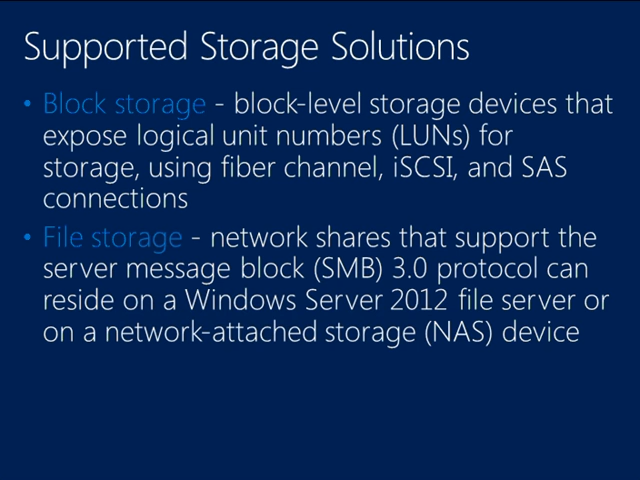 Supported Storage Solutions
• Block storage - block-level storage devices that
expose logical unit numbers (LUNs) for
storage, using fiber channel, iSCSI, and SAS
connections
• File storage - network shares that support the
server message block (SMB) 3.0 protocol can
reside on a Windows Server 2012 file server or
on a network-attached storage (NAS) device